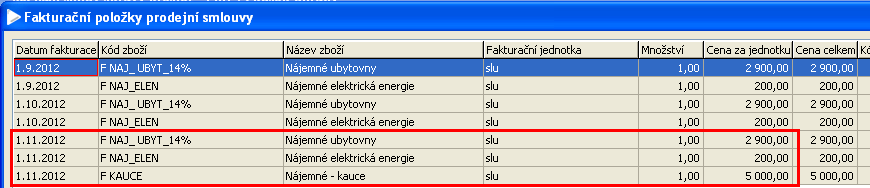 Fakturační položky prodejní smlouvy
Datum fakturace Kód zboží Název zboží Fakturační jednotka Množství Cena za jednotku Cena celkem Kó
1.9.2012 F NAJ_UBYT_14% Nájemné ubytovny slu 1,00 2 900,00 2 900,00
1.9.2012 F NAJ_ELEN Nájemné elektrická energie slu 1,00 200,00 200,00
1.10.2012 F NAJ_UBYT_14% Nájemné ubytovny slu 1,00 2 900,00 2 900,00
1.10.2012 F NAJ_ELEN Nájemné elektrická energie slu 1,00 200,00 200,00
1.11.2012 F NAJ_UBYT_14% Nájemné ubytovny slu 1,00 2 900,00 2 900,00
1.11.2012 F NAJ_ELEN Nájemné elektrická energie slu 1,00 200,00 200,00
1.11.2012 F KAUCE Nájemné - kauce slu 1,00 5 000,00 5 000,00